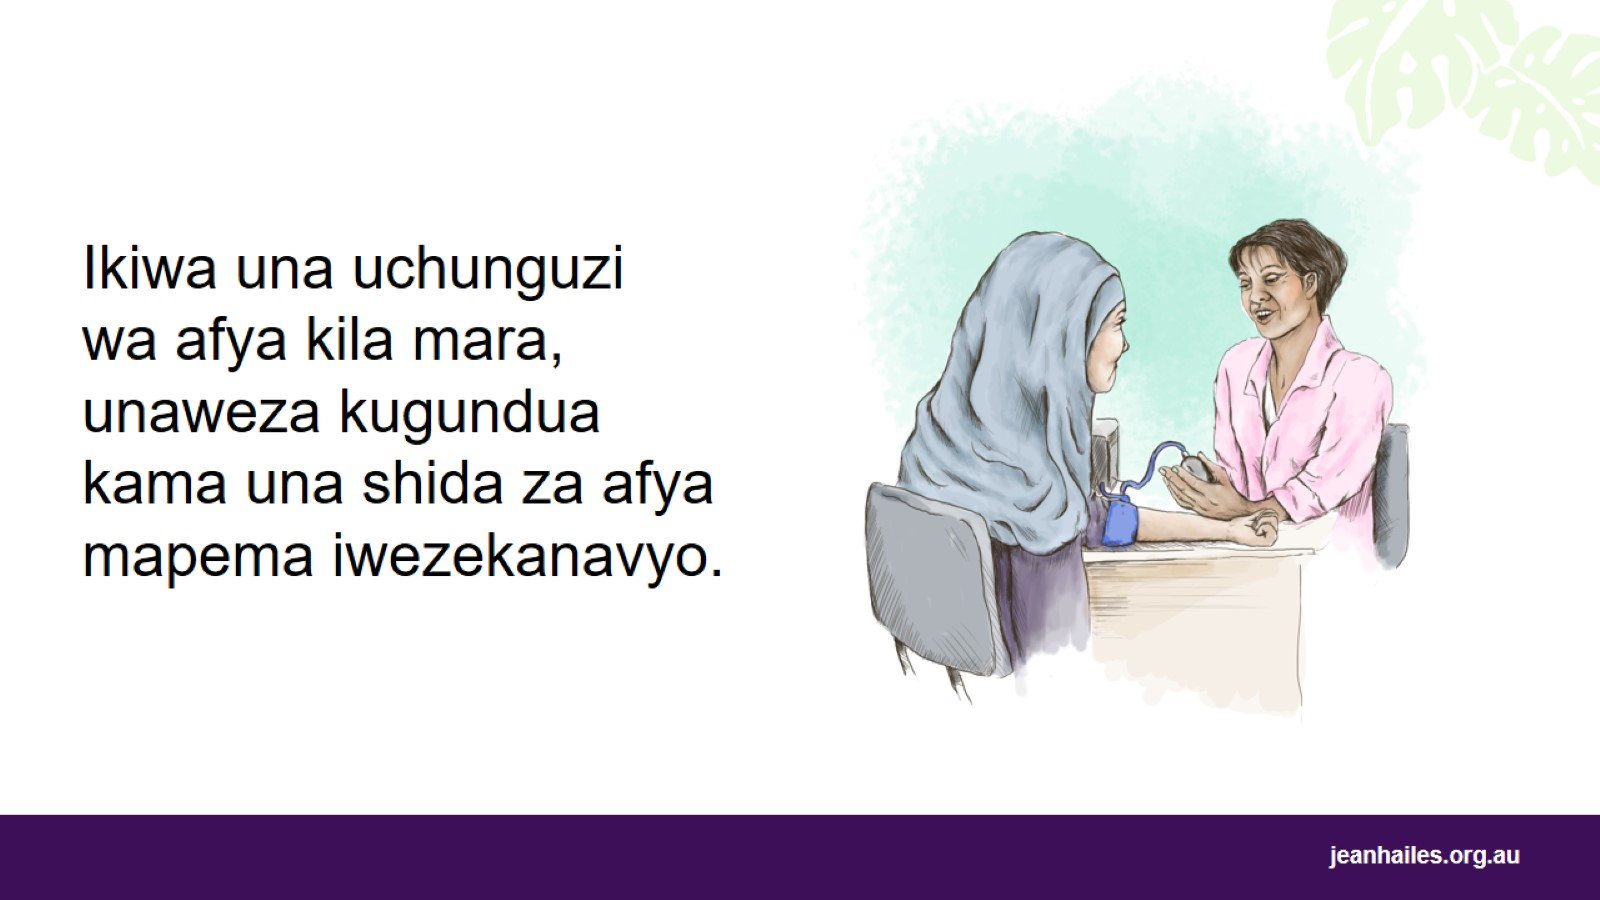 Ikiwa una uchunguzi
wa afya kila mara,
unaweza kugundua
kama una shida za afya
mapema iwezekanavyo.
jeanhailes.org.au